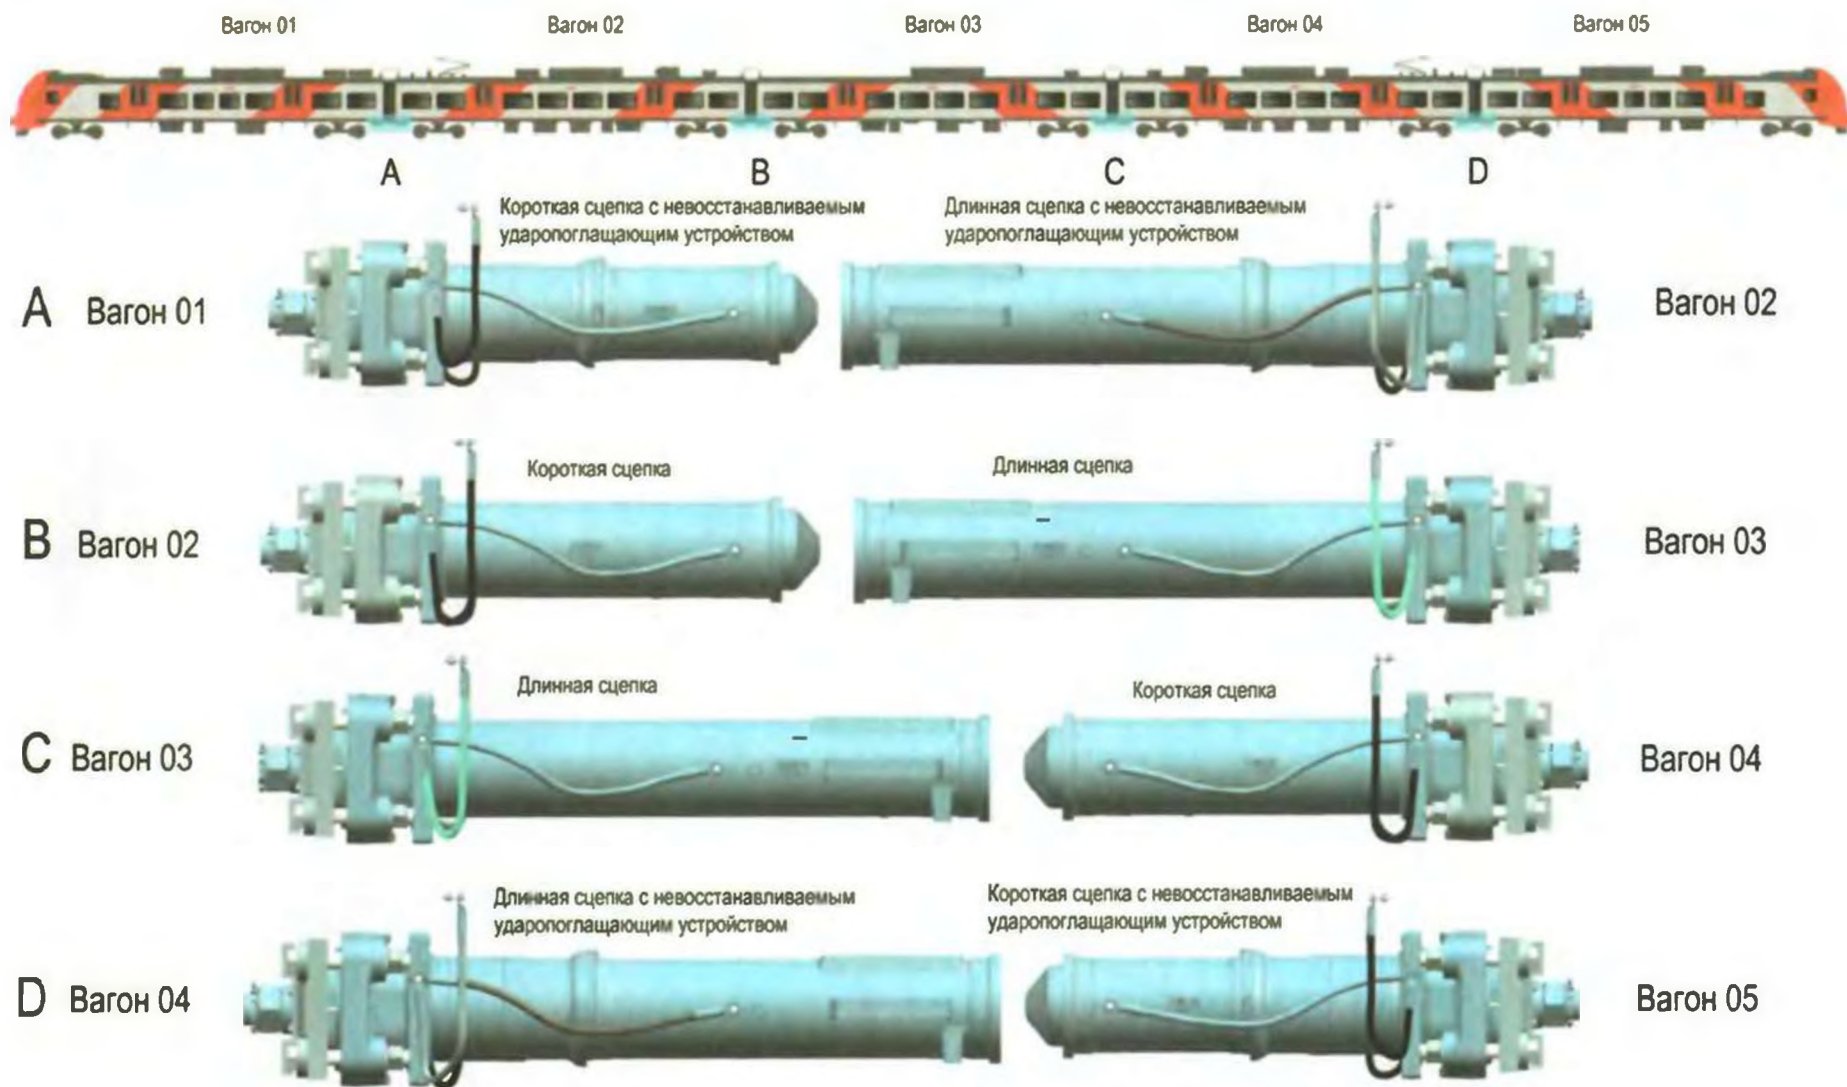 Вагон 01
Вагон 02
Вагон 03
Вагон 04
Вагон 05
A
B
C
D
Короткая сцепка с невосстанавливаемым
ударопоглащающим устройством
Длинная сцепка с невосстанавливаемым
ударопоглащающим устройством
A
Вагон 01
Вагон 02
Короткая сцепка
Длинная сцепка
B
Вагон 02
Вагон 03
Длинная сцепка
Короткая сцепка
C
Вагон 03
Вагон 04
Длинная сцепка с невосстанавливаемым
ударопоглащающим устройством
Короткая сцепка с невосстанавливаемым
ударопоглащающим устройством
D
Вагон 04
Вагон 05